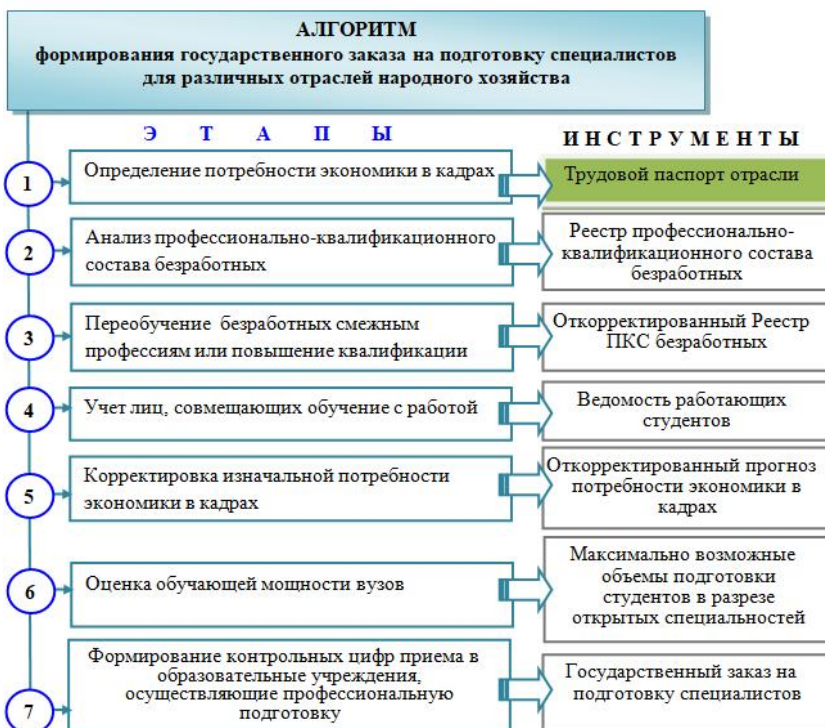 АЛГОРИТМ
формирования государственного заказа на подготовку специалистов
для различных отраслей народного хозяйства
Э Т А П Ы
ИНСТРУМЕНТЫ
1
Определение потребности экономики в кадрах
Трудовой паспорт отрасли
2
Анализ профессионально-квалификационного
состава безработных
Реестр профессионально-
квалификационного состава
безработных
3
Переобучение безработных смежным
профессиям или повышение квалификации
Откорректированный Реестр
ПКС безработных
4
Учет лиц, совмещающих обучение с работой
Ведомость работающих
студентов
5
Корректировка изначальной потребности
экономики в кадрах
Откорректированный прогноз
потребности экономики в
кадрах
6
Оценка обучающей мощности вузов
Максимально возможные
объемы подготовки
студентов в разрезе
открытых специальностей
7
Формирование контрольных цифр приема в
образовательные учреждения,
осуществляющие профессиональную
подготовку
Государственный заказ на
подготовку специалистов